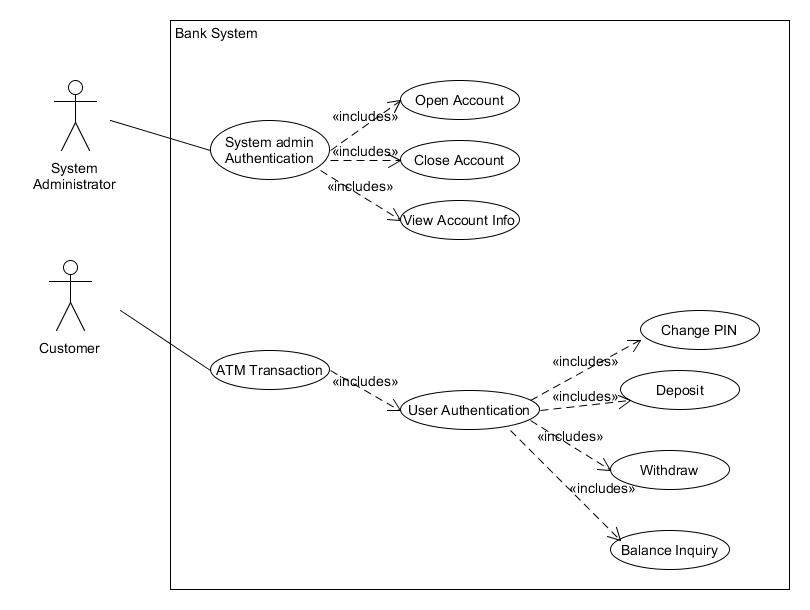 Bank System
System
Administrator
System admin
Authentication
«includes»
Open Account
«includes»
Close Account
«includes»
View Account Info
Customer
ATM Transaction
«includes»
User Authentication
«includes»
Change PIN
«includes»
Deposit
«includes»
Withdraw
«includes»
Balance Inquiry